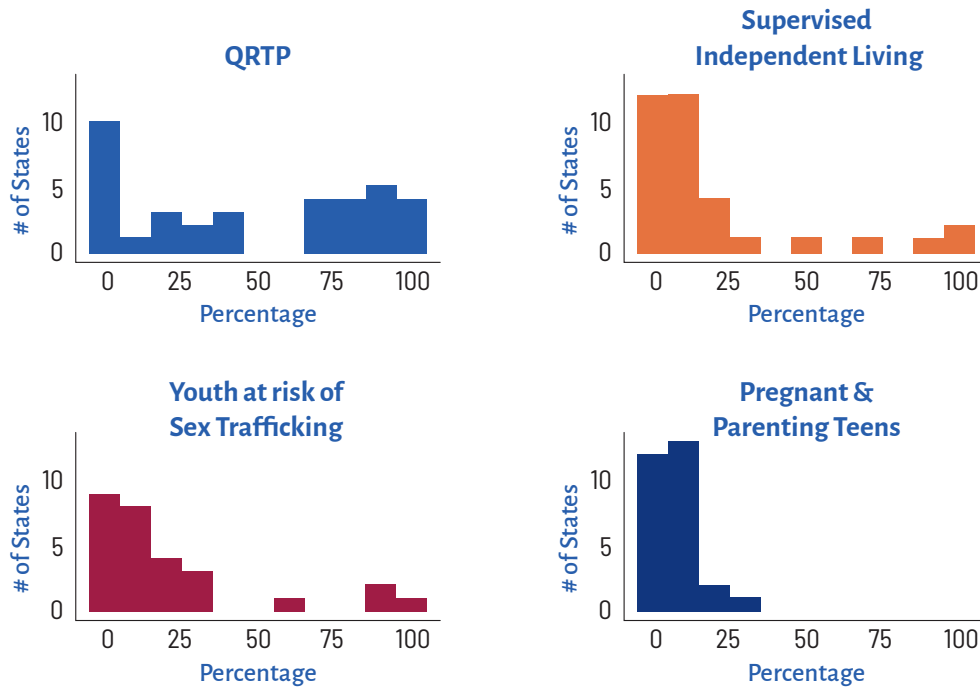 QRTP
# of States
10
5
0
0 25 50 75 100
Percentage
Supervised
Independent Living
# of States
10
5
0
0 25 50 75 100
Percentage
Youth at risk of
Sex Trafficking
# of States
10
5
0
0 25 50 75 100
Percentage
Pregnant &
Parenting Teens
# of States
10
5
0
0 25 50 75 100
Percentage